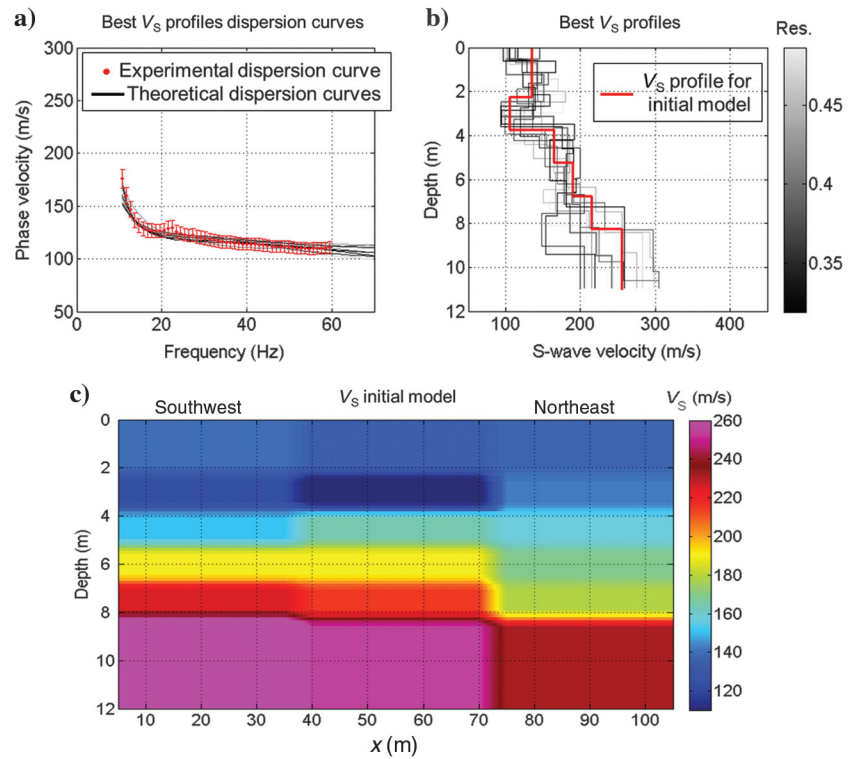 a)
Best VS profiles dispersion curves
300
250
200
150
100
50
0
20
40
60
Phase velocity (m/s)
Frequency (Hz)
Experimental dispersion curve
Theoretical dispersion curves
b)
Best VS profiles
0
2
4
6
8
10
12
100
200
300
400
Depth (m)
S-wave velocity (m/s)
VS profile for
initial model
Res.
0.45
0.4
0.35
c)
Southwest
VS initial model
Northeast
0
2
4
6
8
10
12
10
20
30
40
50
60
70
80
90
100
Depth (m)
x (m)
VS (m/s)
260
240
220
200
180
160
140
120